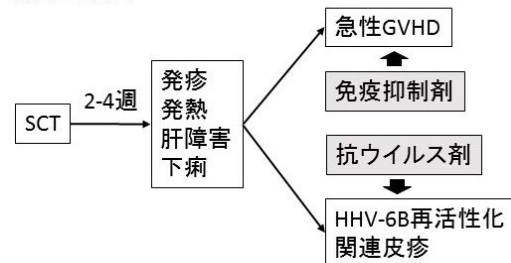 SCT
2-4週
発疹
発熱
肝障害
下痢
急性GVHD
免疫抑制剤
抗ウイルス剤
HHV-6B再活性化
関連皮疹